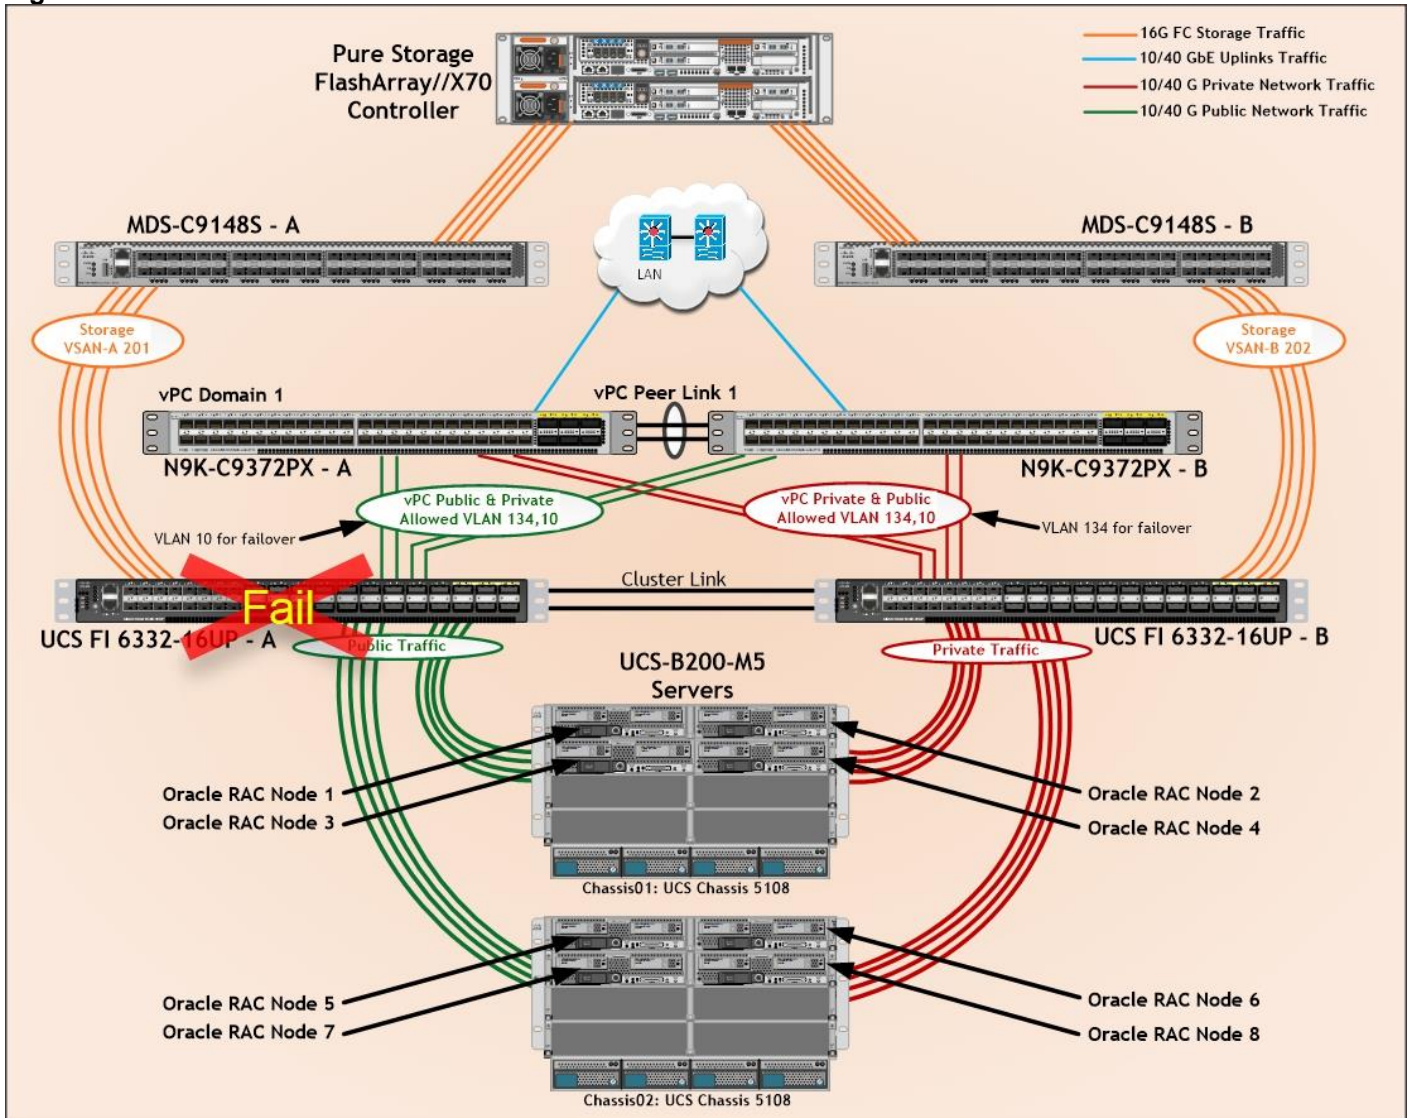 Pure Storage
FlashArray//X70
Controller
16G FC Storage Traffic
10/40 GbE Uplinks Traffic
10/40 G Private Network Traffic
10/40 G Public Network Traffic
MDS-C9148S - A
MDS-C9148S - B
LAN
Storage
VSAN-A 201
Storage
VSAN-B 202
vPC Domain 1
vPC Peer Link 1
N9K-C9372PX - A
N9K-C9372PX - B
vPC Public & Private
Allowed VLAN 134,10
vPC Private & Public
Allowed VLAN 134,10
VLAN 10 for failover
VLAN 134 for failover
Cluster Link
Fail
UCS FI 6332-16UP - A
UCS FI 6332-16UP - B
Public Traffic
Private Traffic
UCS-B200-M5
Servers
Oracle RAC Node 1
Oracle RAC Node 3
Oracle RAC Node 2
Oracle RAC Node 4
Chassis01: UCS Chassis 5108
Oracle RAC Node 5
Oracle RAC Node 7
Oracle RAC Node 6
Oracle RAC Node 8
Chassis02: UCS Chassis 5108